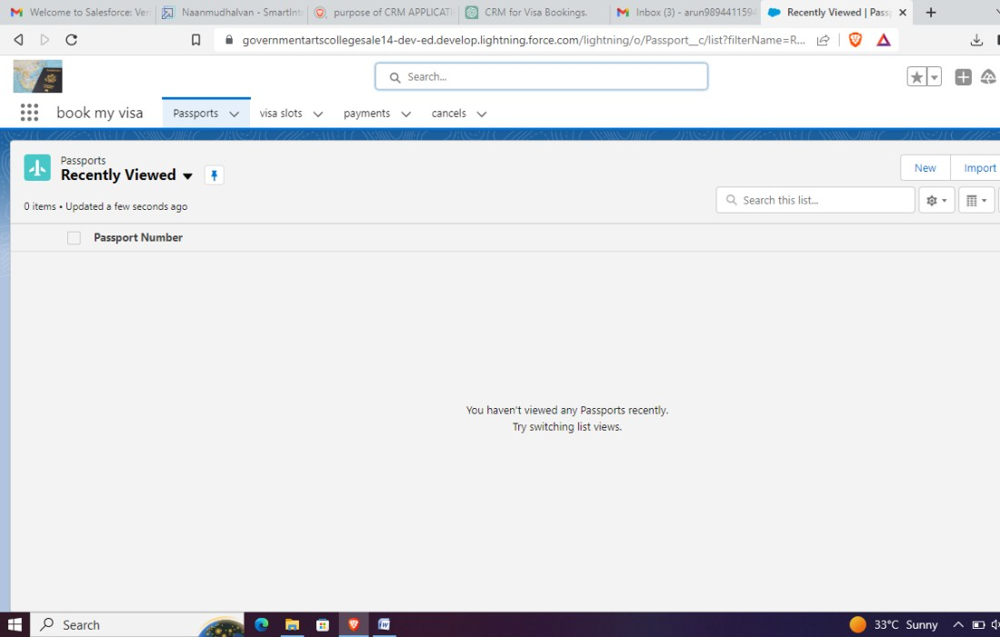 Welcome to Salesforce: Ver
Naanmudhalvan - SmartInt
purpose of CRM APPLICATI
CRM for Visa Bookings.
Inbox (3) - arun9894411594
Recently Viewed | Pass
governmentartscollegesale14-dev-ed.develop.lightning.force.com/lightning/o/Passport__c/list?filterName=R...
Search...
book my visa
Passports
visa slots
payments
cancels
Passports
Recently Viewed
New
Import
0 items • Updated a few seconds ago
Search this list...
Passport Number
You haven't viewed any Passports recently.
Try switching list views.
Search
33°C Sunny